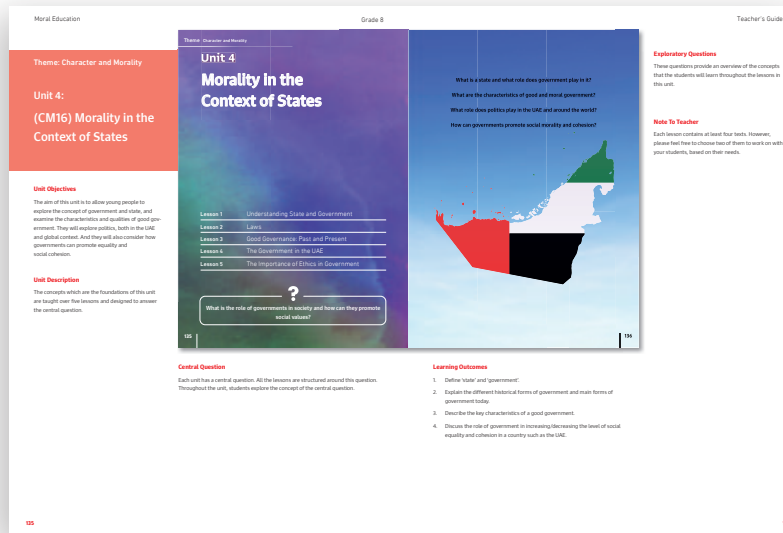 Moral Education
Grade 8
Teacher's Guide
Theme: Character and Morality
Unit 4:
(CM16) Morality in the
Context of States
Unit Objectives
The aim of this unit is to allow young people to
explore the concept of government and state, and
examine the characteristics and qualities of good gov-
ernment. They will explore politics, both in the UAE
and global context. And they will also consider how
governments can promote equality and
social cohesion.
Unit Description
The concepts which are the foundations of this unit
are taught over five lessons and designed to answer
the central question.
Theme: Character and Morality
Unit 4
Morality in the
Context of States
Lesson 1 Understanding State and Government
Lesson 2 Laws
Lesson 3 Good Governance: Past and Present
Lesson 4 The Government in the UAE
Lesson 5 The Importance of Ethics in Government
?
What is the role of governments in society and how can they promote
social values?
135
What is a state and what role does government play in it?
What are the characteristics of good and moral government?
What role does politics play in the UAE and around the world?
How can governments promote social morality and cohesion?
136
Exploratory Questions
These questions provide an overview of the concepts
that the students will learn throughout the lessons in
this unit.
Note To Teacher
Each lesson contains at least four texts. However,
please feel free to choose two of them to work on with
your students, based on their needs.
Central Question
Each unit has a central question. All the lessons are structured around this question.
Throughout the unit, students explore the concept of the central question.
Learning Outcomes
1. Define 'state' and 'government'.
2. Explain the different historical forms of government and main forms of
government today.
3. Describe the key characteristics of a good government.
4. Discuss the role of government in increasing/decreasing the level of social
equality and cohesion in a country such as the UAE.
125